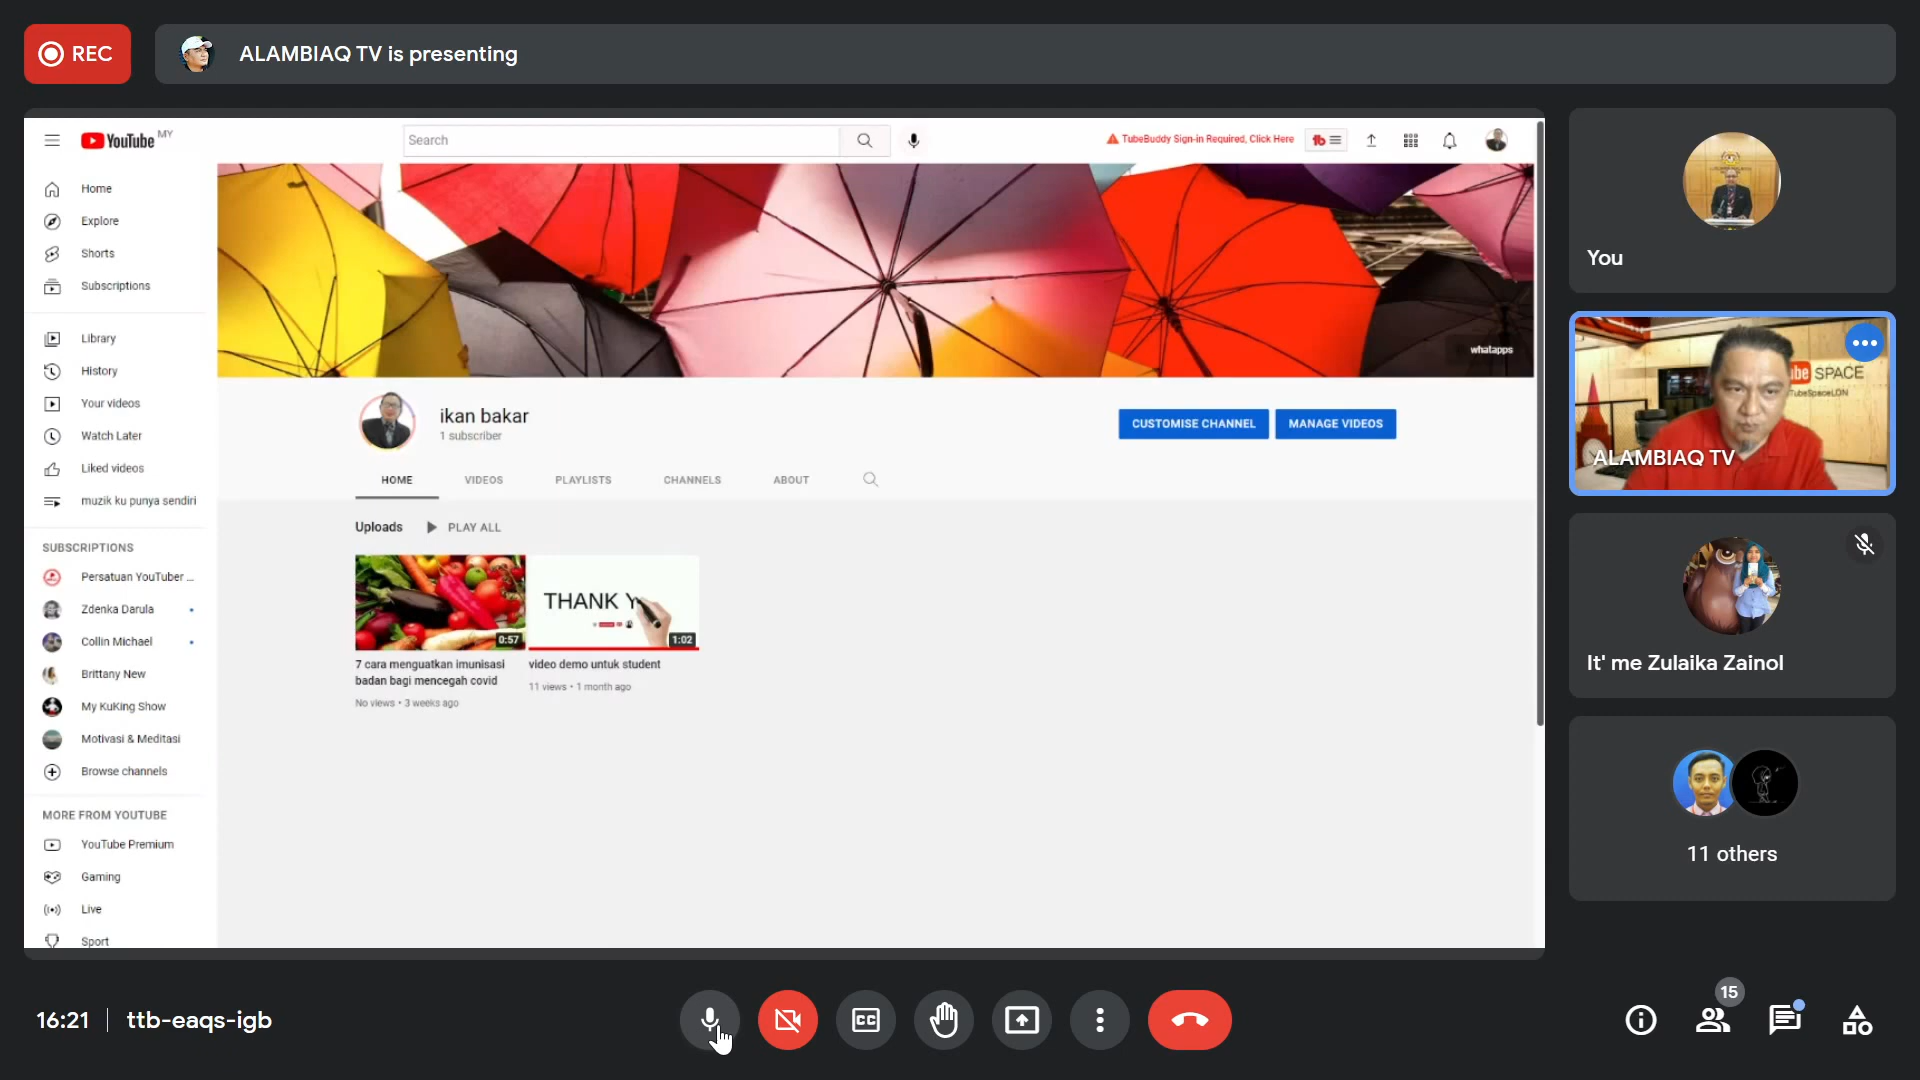 REC
ALAMBIAQ TV is presenting
YouTube MY
Search
TubeBuddy Sign-in Required, Click Here
tb
Home
Explore
Shorts
Subscriptions
Library
History
Your videos
Watch Later
Liked videos
muzik ku punya sendiri
SUBSCRIPTIONS
Persatuan YouTuber ...
Zdenka Darula
Collin Michael
Brittany New
My KuKing Show
Motivasi & Meditasi
Browse channels
MORE FROM YOUTUBE
YouTube Premium
Gaming
Live
Sport
whatapps
ikan bakar
1 subscriber
CUSTOMISE CHANNEL
MANAGE VIDEOS
HOME
VIDEOS
PLAYLISTS
CHANNELS
ABOUT
Uploads
PLAY ALL
0:57
THANK Y
1:02
7 cara menguatkan imunisasi
badan bagi mencegah covid
No views • 3 weeks ago
video demo untuk student
11 views • 1 month ago
You
be SPACE
TubeSpaceLDN
ALAMBIAQ TV
It' me Zulaika Zainol
11 others
16:21
ttb-eaqs-igb
CC
15